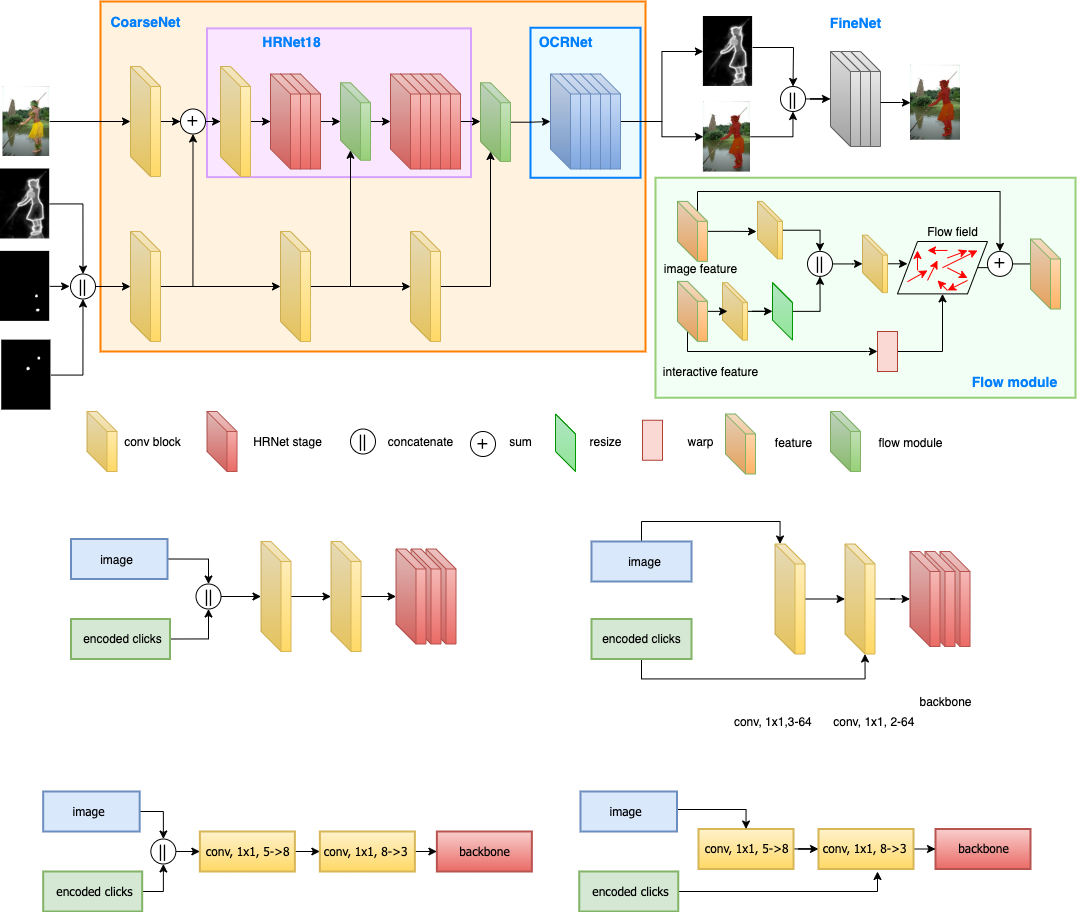 CoarseNet
HRNet18
OCRNet
FineNet
+
||
||
image feature
||
Flow field
+
interactive feature
Flow module
conv block
HRNet stage
||
concatenate
+
sum
resize
warp
feature
flow module
image
||
encoded clicks
image
encoded clicks
backbone
conv, 1x1,3-64
conv, 1x1, 2-64
image
||
conv, 1x1, 5->8
conv, 1x1, 8->3
backbone
encoded clicks
image
conv, 1x1, 5->8
conv, 1x1, 8->3
backbone
encoded clicks